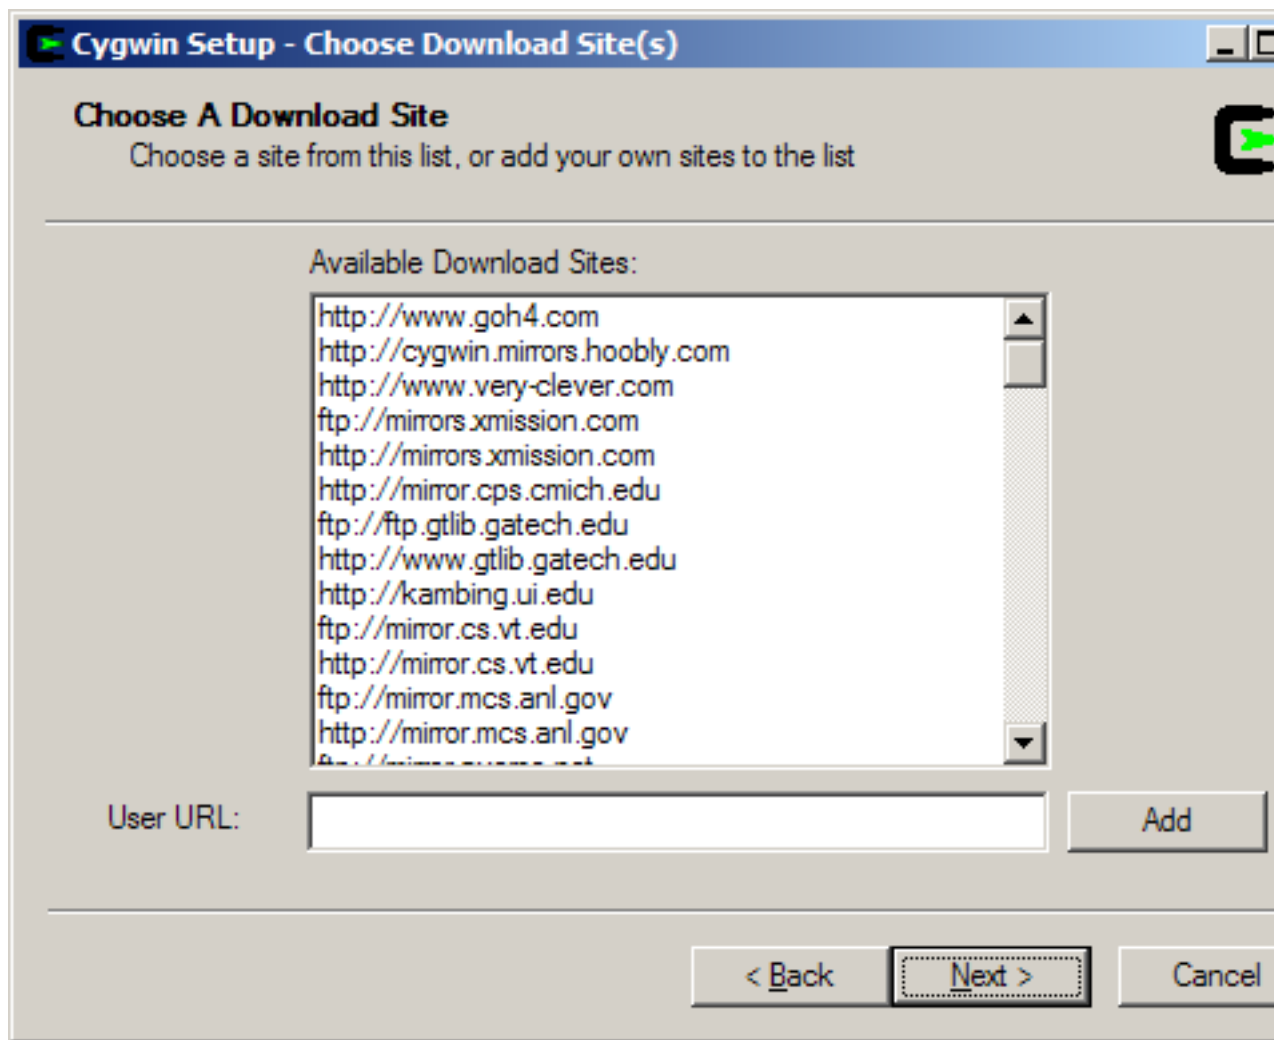 Cygwin Setup - Choose Download Site(s)
Choose A Download Site
Choose a site from this list, or add your own sites to the list
Available Download Sites:
http://www.goh4.com
http://cygwin.mirrors.hoobly.com
http://www.very-clever.com
ftp://mirrors.xmission.com
http://mirrors.xmission.com
http://mirror.cps.cmich.edu
ftp://ftp.gtlib.gatech.edu
http://www.gtlib.gatech.edu
http://kambing.ui.edu
ftp://mirror.cs.vt.edu
http://mirror.cs.vt.edu
ftp://mirror.mcs.anl.gov
http://mirror.mcs.anl.gov
User URL:
Add
< Back
Next >
Cancel